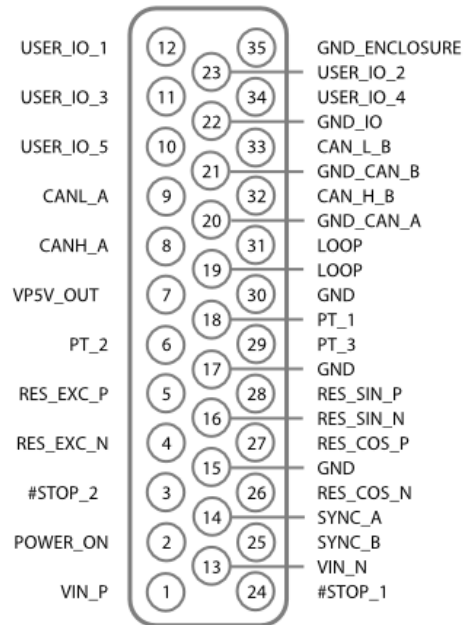 USER_IO_1 12 35 GND_ENCLOSURE
23 USER_IO_2
USER_IO_3 11 34 USER_IO_4
22 GND_IO
USER_IO_5 10 33 CAN_L_B
21 GND_CAN_B
CANL_A 9 32 CAN_H_B
20 GND_CAN_A
CANH_A 8 31 LOOP
19 LOOP
VP5V_OUT 7 30 GND
18 PT_1
PT_2 6 29 PT_3
17 GND
RES_EXC_P 5 28 RES_SIN_P
16 RES_SIN_N
RES_EXC_N 4 27 RES_COS_P
15 GND
#STOP_2 3 26 RES_COS_N
14 SYNC_A
POWER_ON 2 25 SYNC_B
13 VIN_N
VIN_P 1 24 #STOP_1